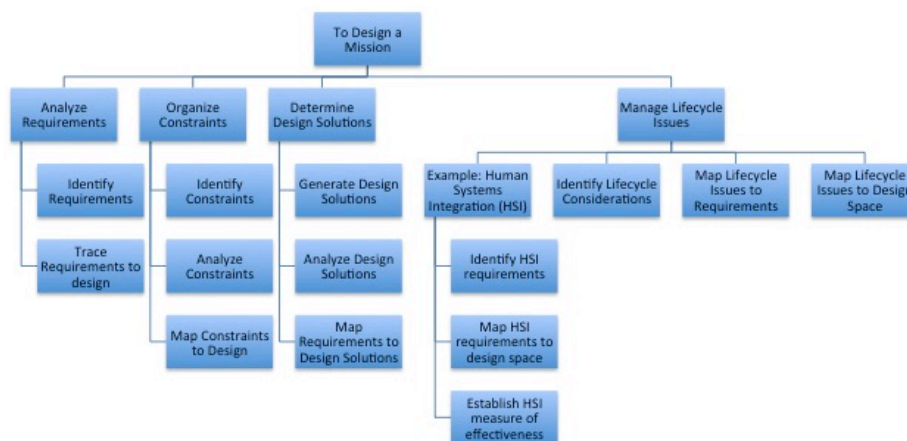 To Design a
Mission
Analyze
Requirements
Organize
Constraints
Determine
Design Solutions
Manage Lifecycle
Issues
Identify
Requirements
Identify
Constraints
Generate Design
Solutions
Example: Human
Systems
Integration (HSI)
Identify Lifecycle
Considerations
Map Lifecycle
Issues to
Requirements
Map Lifecycle
Issues to Design
Space
Trace
Requirements to
design
Analyze
Constraints
Analyze Design
Solutions
Identify HSI
requirements
Map Constraints
to Design
Map
Requirements to
Design Solutions
Map HSI
requirements to
design space
Establish HSI
measure of
effectiveness